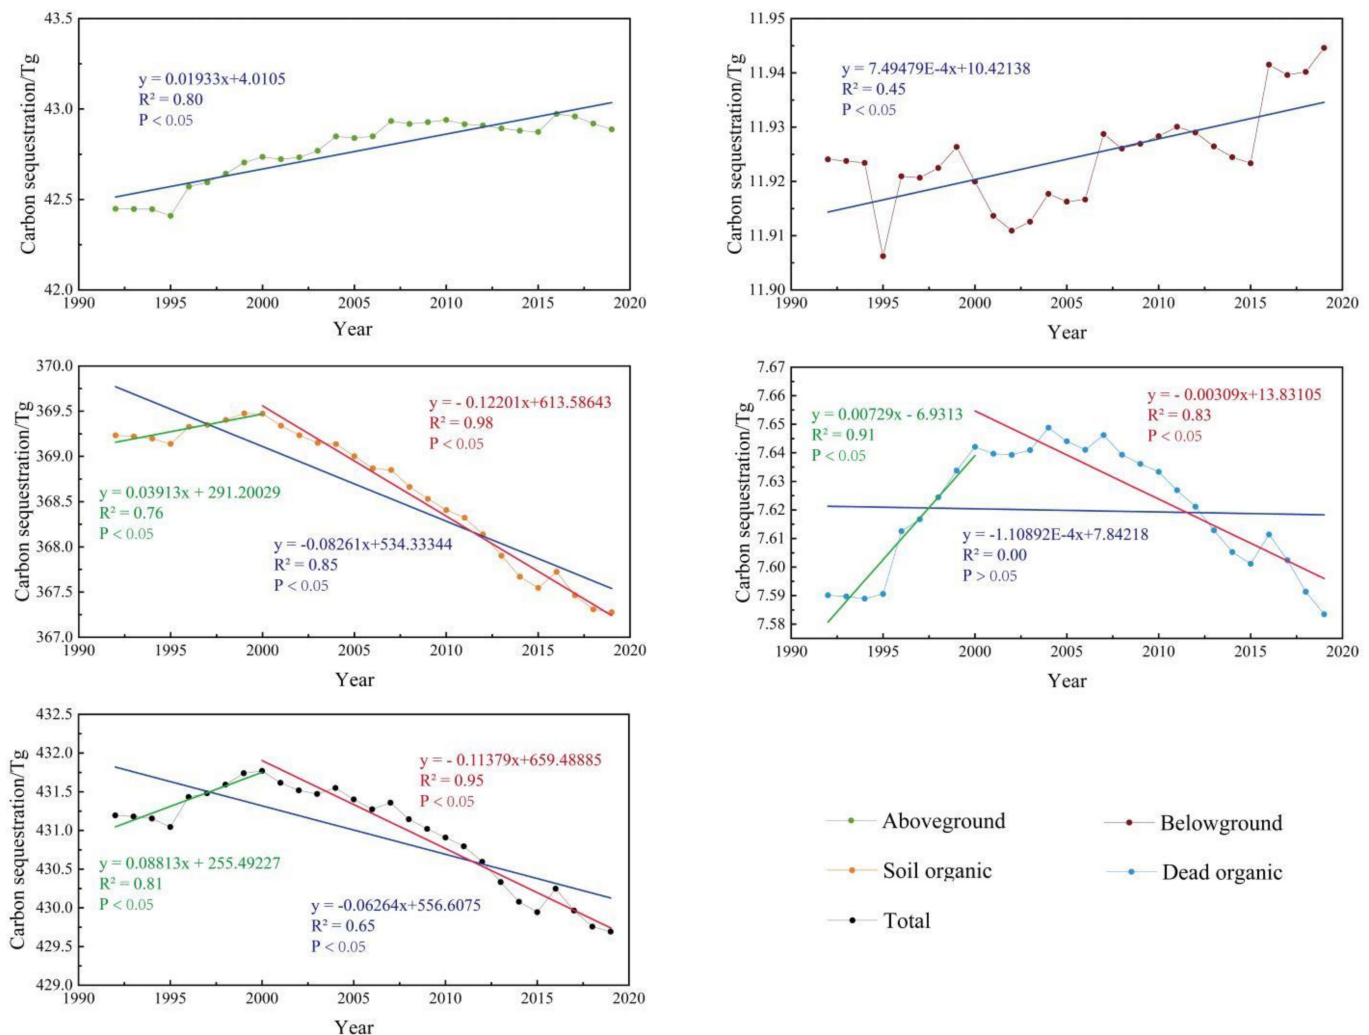 43.5
43.0
42.5
42.0
Carbon sequestration/Tg
y = 0.01933x+4.0105
R² = 0.80
P < 0.05
1990 1995 2000 2005 2010 2015 2020
Year
11.95
11.94
11.93
11.92
11.91
11.90
Carbon sequestration/Tg
y = 7.49479E-4x+10.42138
R² = 0.45
P < 0.05
1990 1995 2000 2005 2010 2015 2020
Year
370.0
369.5
369.0
368.5
368.0
367.5
367.0
Carbon sequestration/Tg
y = - 0.12201x+613.58643
R² = 0.98
P < 0.05
y = 0.03913x + 291.20029
R² = 0.76
P < 0.05
y = -0.08261x+534.33344
R² = 0.85
P < 0.05
1990 1995 2000 2005 2010 2015 2020
Year
7.67
7.66
7.65
7.64
7.63
7.62
7.61
7.60
7.59
7.58
Carbon sequestration/Tg
y = - 0.00309x+13.83105
R² = 0.83
P < 0.05
0.00729x - 6.9313
R² = 0.91
P < 0.05
y = -1.10892E-4x+7.84218
R² = 0.00
P > 0.05
1990 1995 2000 2005 2010 2015 2020
Year
432.5
432.0
431.5
431.0
430.5
430.0
429.5
429.0
Carbon sequestration/Tg
y = - 0.11379x+659.48885
R² = 0.95
P < 0.05
y = 0.08813x + 255.49227
R² = 0.81
P < 0.05
y = -0.06264x+556.6075
R² = 0.65
P < 0.05
1990 1995 2000 2005 2010 2015 2020
Year
Aboveground
Belowground
Soil organic
Dead organic
Total